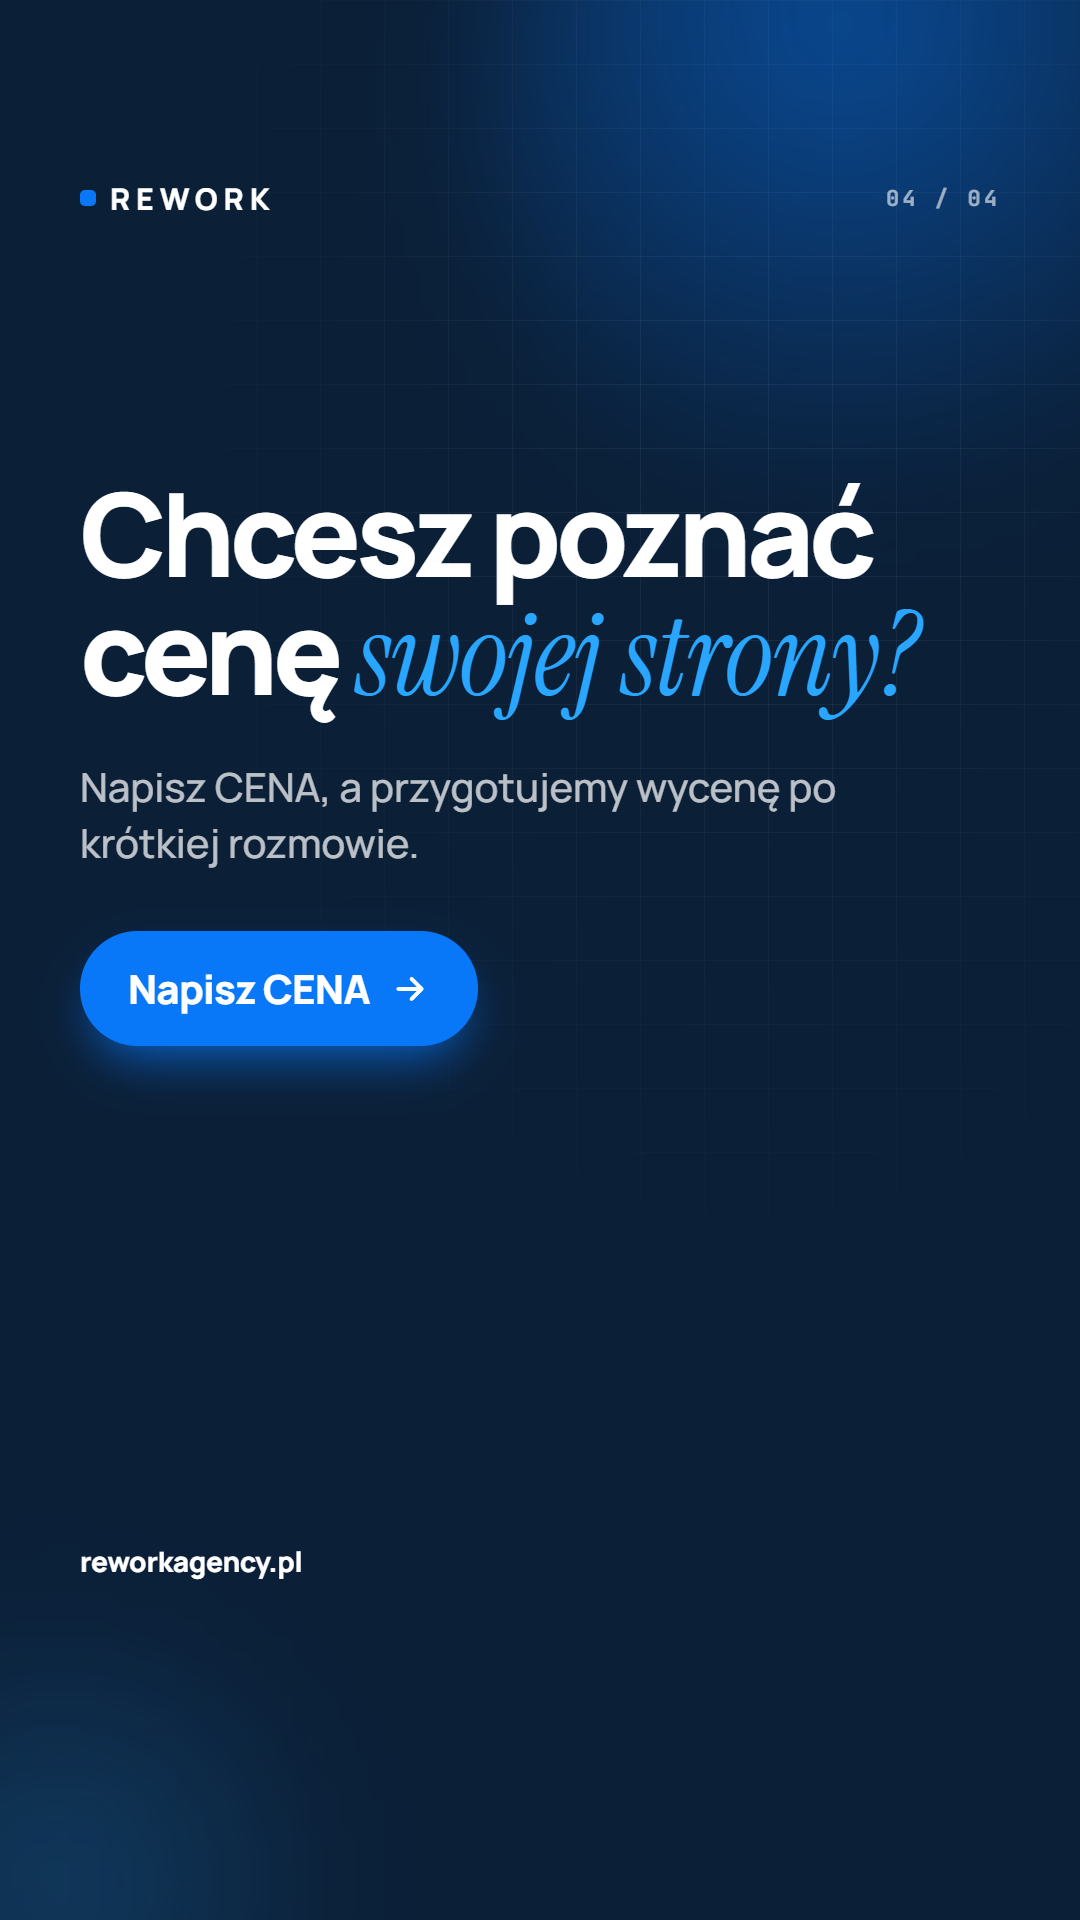 REWORK
04 / 04
Chcesz poznać
cenę swojej strony?
Napisz CENA, a przygotujemy wycenę po
krótkiej rozmowie.
Napisz CENA →
reworkagency.pl